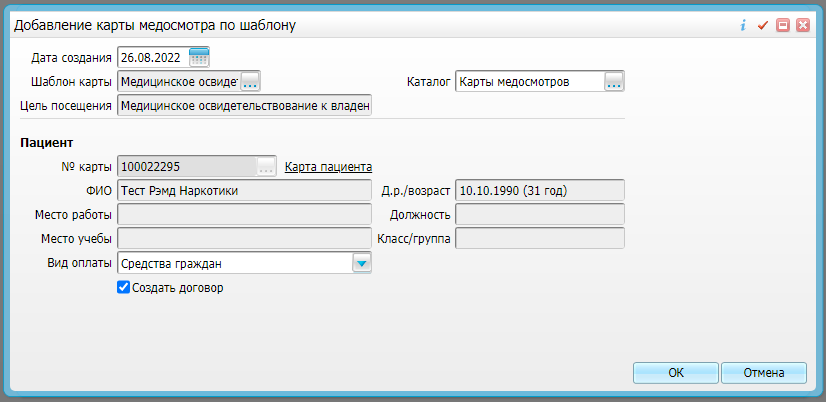 Добавление карты медосмотра по шаблону
Дата создания 26.08.2022
Шаблон карты Медицинское освидет ... Каталог Карты медосмотров ...
Цель посещения Медицинское освидетельствование к владен
Пациент
№ карты 100022295 ... Карта пациента
ФИО Тест Рэмд Наркотики Д.р./возраст 10.10.1990 (31 год)
Место работы Должность
Место учебы Класс/группа
Вид оплаты Средства граждан
Создать договор
ОК Отмена